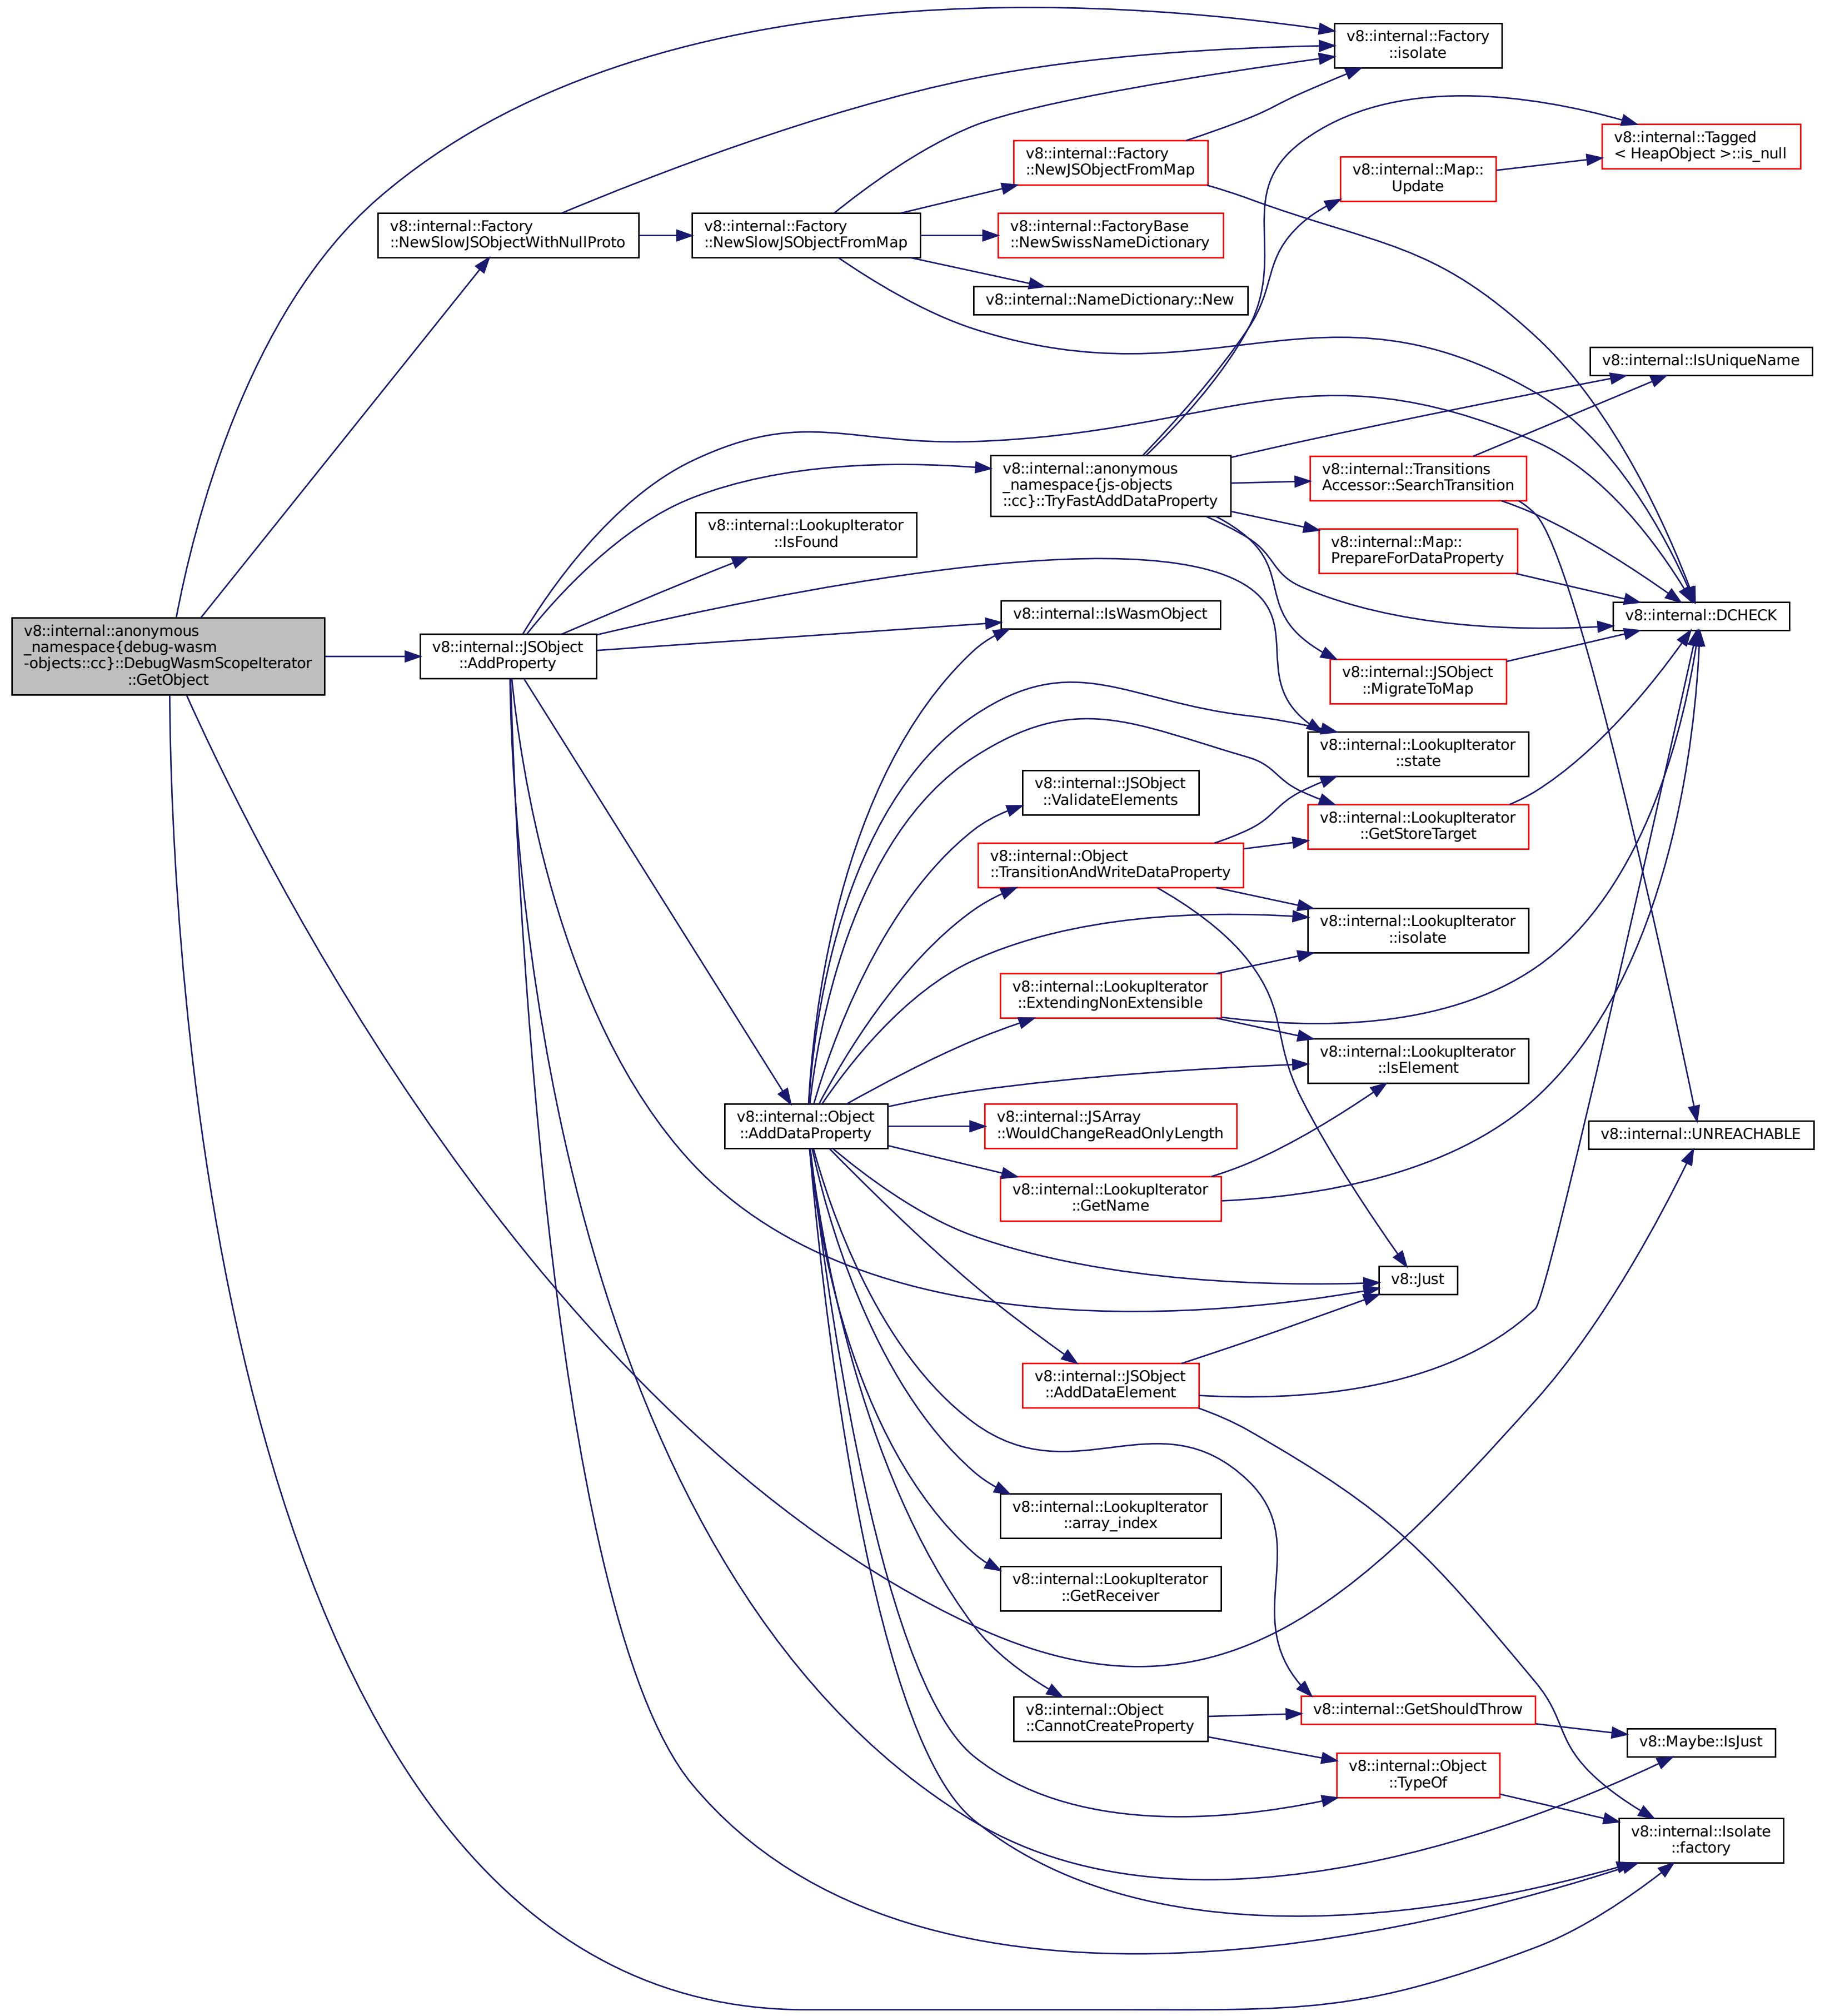 v8::internal::Factory
::isolate
v8::internal::Tagged
< HeapObject >::is_null
v8::internal::Factory
::NewJSObjectFromMap
v8::internal::Map::
Update
v8::internal::Factory
::NewSlowJSObjectWithNullProto
v8::internal::Factory
::NewSlowJSObjectFromMap
v8::internal::FactoryBase
::NewSwissNameDictionary
v8::internal::NameDictionary::New
v8::internal::IsUniqueName
v8::internal::anonymous
_namespace{js-objects
::cc}::TryFastAddDataProperty
v8::internal::Transitions
Accessor::SearchTransition
v8::internal::LookupIterator
::IsFound
v8::internal::Map::
PrepareForDataProperty
v8::internal::IsWasmObject
v8::internal::DCHECK
v8::internal::anonymous
_namespace{debug-wasm
-objects::cc}::DebugWasmScopeIterator
::GetObject
v8::internal::JSObject
::AddProperty
v8::internal::JSObject
::MigrateToMap
v8::internal::LookupIterator
::state
v8::internal::JSObject
::ValidateElements
v8::internal::LookupIterator
::GetStoreTarget
v8::internal::Object
::TransitionAndWriteDataProperty
v8::internal::LookupIterator
::isolate
v8::internal::LookupIterator
::ExtendingNonExtensible
v8::internal::LookupIterator
::IsElement
v8::internal::Object
::AddDataProperty
v8::internal::JSArray
::WouldChangeReadOnlyLength
v8::internal::UNREACHABLE
v8::internal::LookupIterator
::GetName
v8::Just
v8::internal::JSObject
::AddDataElement
v8::internal::LookupIterator
::array_index
v8::internal::LookupIterator
::GetReceiver
v8::internal::Object
::CannotCreateProperty
v8::internal::GetShouldThrow
v8::Maybe::IsJust
v8::internal::Object
::TypeOf
v8::internal::Isolate
::factory